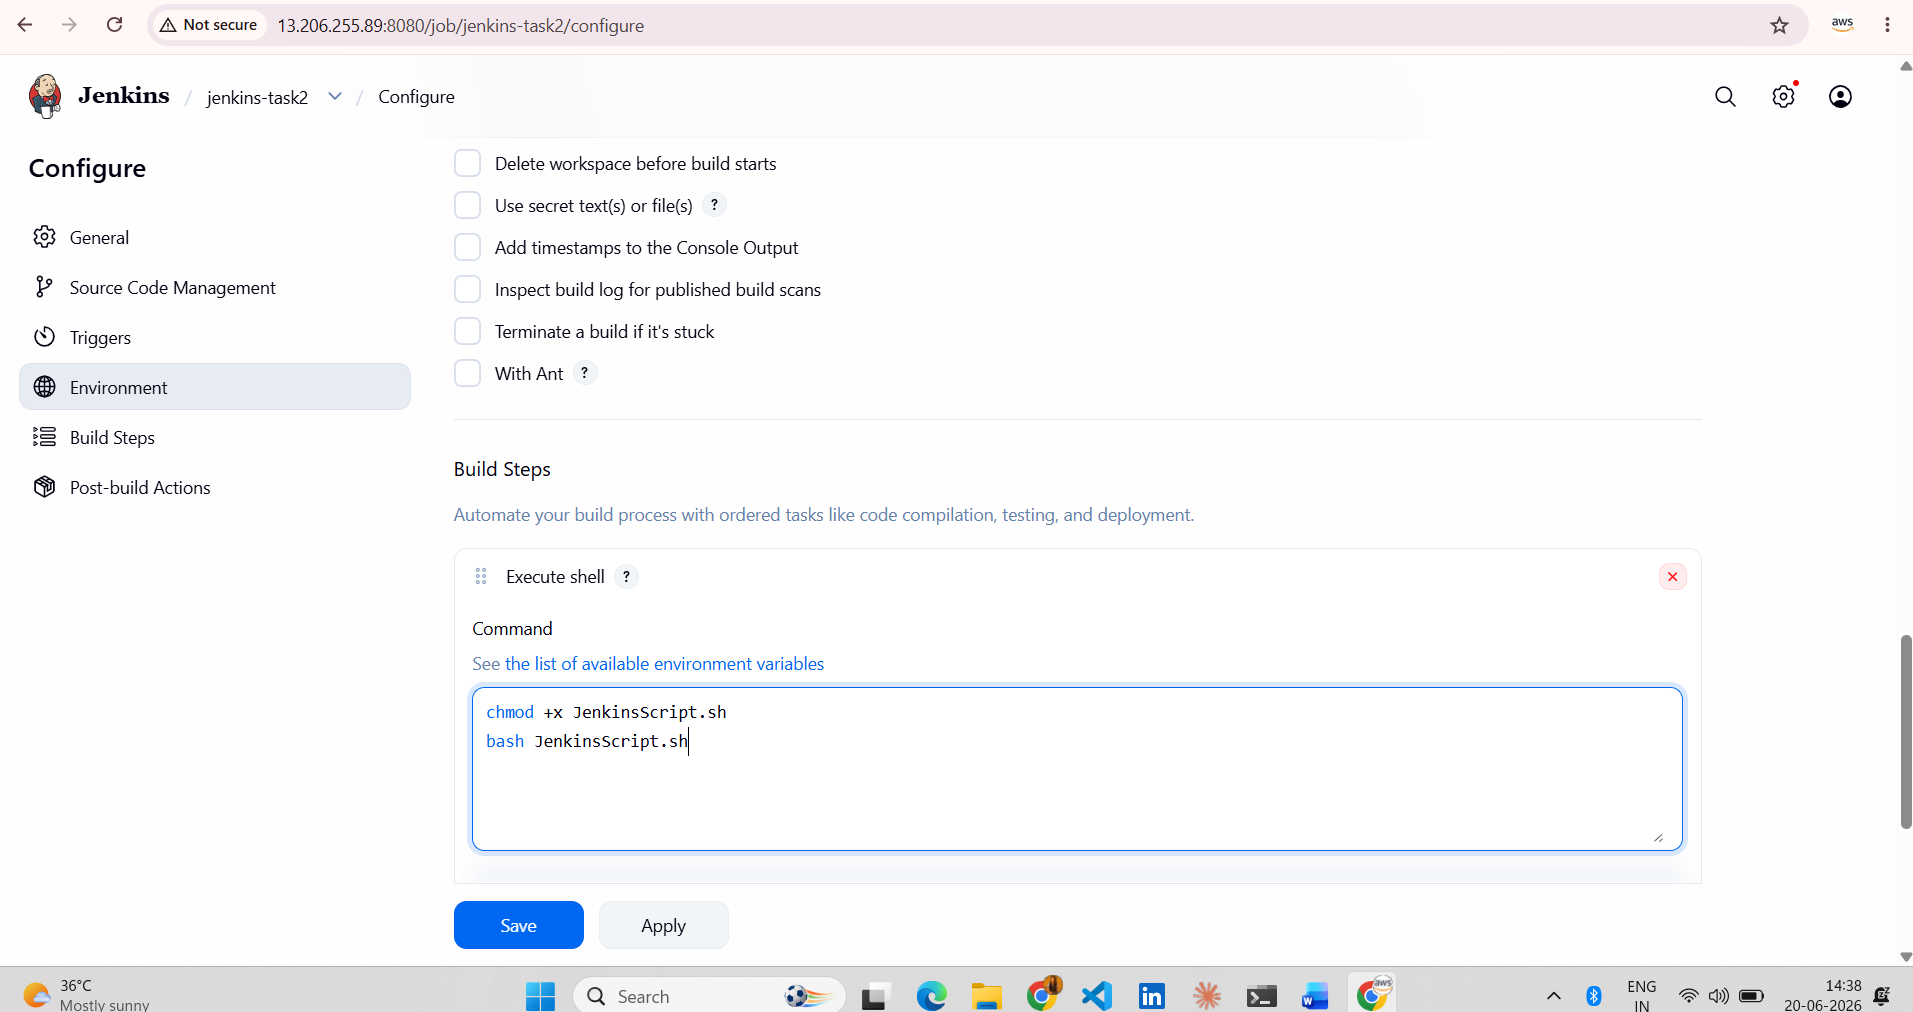 Not secure 13.206.255.89:8080/job/jenkins-task2/configure
aws
Jenkins / jenkins-task2 / Configure
Configure
General
Source Code Management
Triggers
Environment
Build Steps
Post-build Actions
Delete workspace before build starts
Use secret text(s) or file(s) ?
Add timestamps to the Console Output
Inspect build log for published build scans
Terminate a build if it's stuck
With Ant ?
Build Steps
Automate your build process with ordered tasks like code compilation, testing, and deployment.
Execute shell ?
Command
See the list of available environment variables
chmod +x JenkinsScript.sh
bash JenkinsScript.sh
Save
Apply
36°C
Mostly sunny
Search
aws
ENG
IN
14:38
20-06-2026